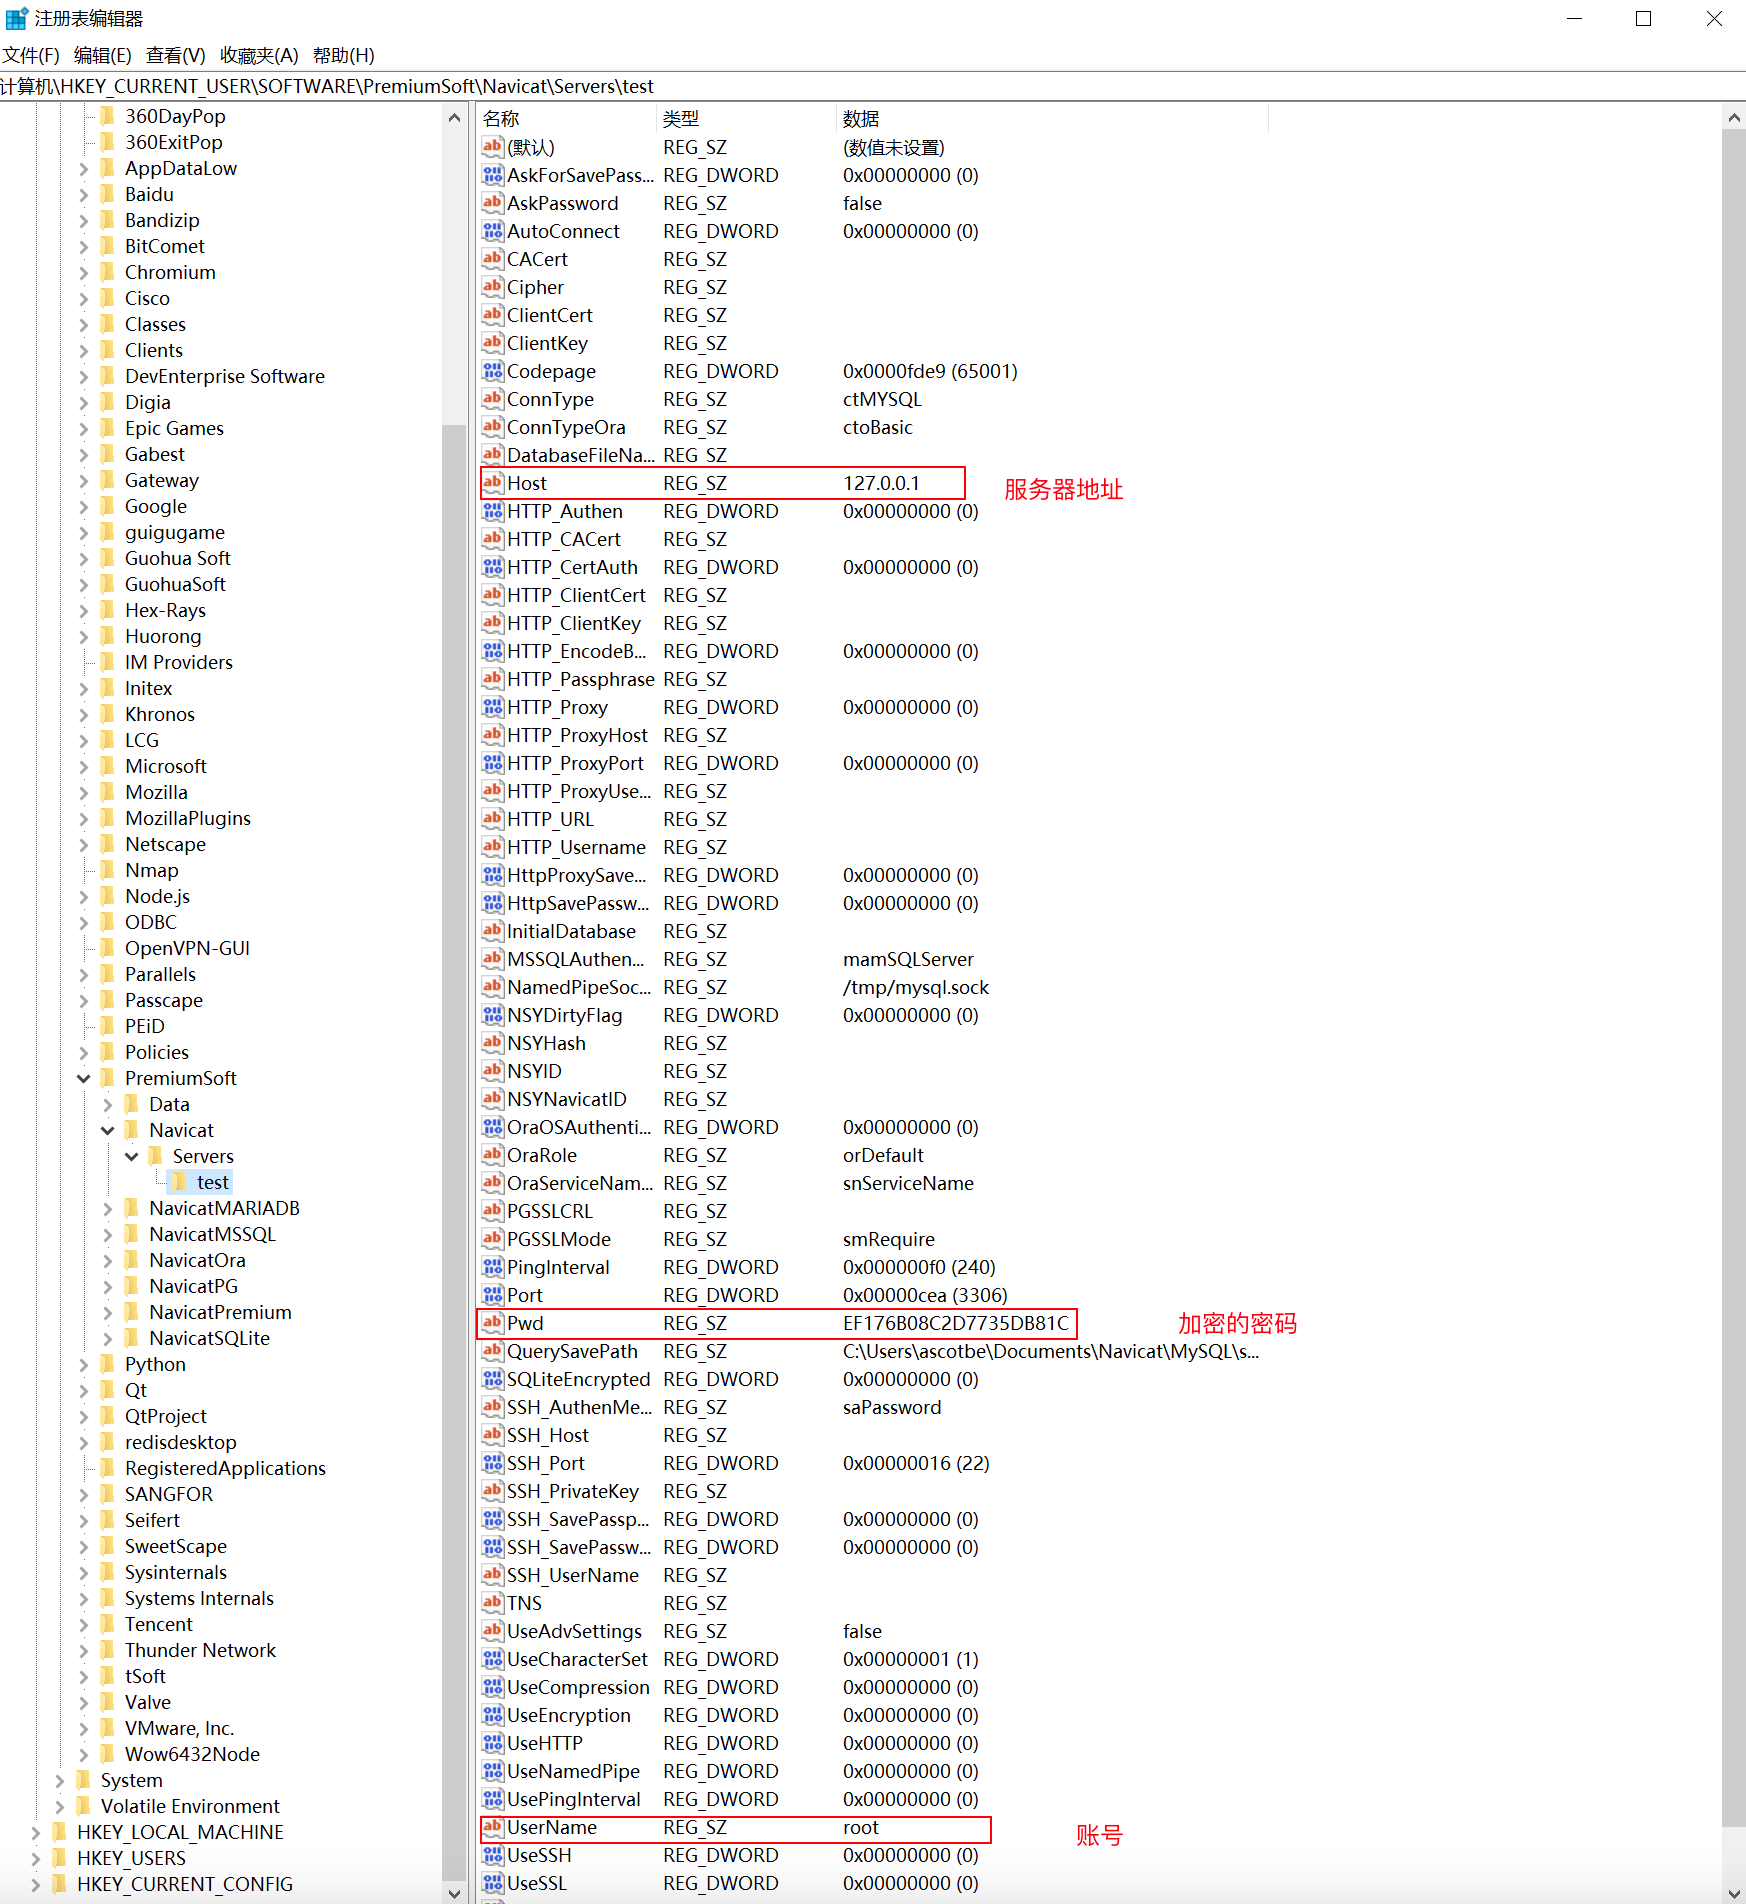 注册表编辑器
文件(F) 编辑(E) 查看(V) 收藏夹(A) 帮助(H)
计算机\HKEY_CURRENT_USER\SOFTWARE\PremiumSoft\Navicat\Servers\test
360DayPop
360ExitPop
AppDataLow
Baidu
Bandizip
BitComet
Chromium
Cisco
Classes
Clients
DevEnterprise Software
Digia
Epic Games
Gabest
Gateway
Google
guigugame
Guohua Soft
GuohuaSoft
Hex-Rays
Huorong
IM Providers
Initex
Khronos
LCG
Microsoft
Mozilla
MozillaPlugins
Netscape
Nmap
Node.js
ODBC
OpenVPN-GUI
Parallels
Passcape
PEiD
Policies
PremiumSoft
Data
Navicat
Servers
test
NavicatMARIADB
NavicatMSSQL
NavicatOra
NavicatPG
NavicatPremium
NavicatSQLite
Python
Qt
QtProject
redisdesktop
RegisteredApplications
SANGFOR
Seifert
SweetScape
Sysinternals
Systems Internals
Tencent
Thunder Network
tSoft
Valve
VMware, Inc.
Wow6432Node
System
Volatile Environment
HKEY_LOCAL_MACHINE
HKEY_USERS
HKEY_CURRENT_CONFIG
名称 类型 数据
(默认) REG_SZ (数值未设置)
AskForSavePass... REG_DWORD 0x00000000 (0)
AskPassword REG_SZ false
AutoConnect REG_DWORD 0x00000000 (0)
CACert REG_SZ
Cipher REG_SZ
ClientCert REG_SZ
ClientKey REG_SZ
Codepage REG_DWORD 0x0000fde9 (65001)
ConnType REG_SZ ctMYSQL
ConnTypeOra REG_SZ ctoBasic
DatabaseFileNa... REG_SZ
Host REG_SZ 127.0.0.1 服务器地址
HTTP_Authen REG_DWORD 0x00000000 (0)
HTTP_CACert REG_SZ
HTTP_CertAuth REG_DWORD 0x00000000 (0)
HTTP_ClientCert REG_SZ
HTTP_ClientKey REG_SZ
HTTP_EncodeB... REG_DWORD 0x00000000 (0)
HTTP_Passphrase REG_SZ
HTTP_Proxy REG_DWORD 0x00000000 (0)
HTTP_ProxyHost REG_SZ
HTTP_ProxyPort REG_DWORD 0x00000000 (0)
HTTP_ProxyUse... REG_SZ
HTTP_URL REG_SZ
HTTP_Username REG_SZ
HttpProxySave... REG_DWORD 0x00000000 (0)
HttpSavePassw... REG_DWORD 0x00000000 (0)
InitialDatabase REG_SZ
MSSQLAuthen... REG_SZ mamSQLServer
NamedPipeSoc... REG_SZ /tmp/mysql.sock
NSYDirtyFlag REG_DWORD 0x00000000 (0)
NSYHash REG_SZ
NSYID REG_SZ
NSYNavicatID REG_SZ
OraOSAuthenti... REG_DWORD 0x00000000 (0)
OraRole REG_SZ orDefault
OraServiceNam... REG_SZ snServiceName
PGSSLCRL REG_SZ
PGSSLMode REG_SZ smRequire
PingInterval REG_DWORD 0x000000f0 (240)
Port REG_DWORD 0x00000cea (3306)
Pwd REG_SZ EF176B08C2D7735DB81C 加密的密码
QuerySavePath REG_SZ C:\Users\ascotbe\Documents\Navicat\MySQL\s...
SQLiteEncrypted REG_DWORD 0x00000000 (0)
SSH_AuthenMe... REG_SZ saPassword
SSH_Host REG_SZ
SSH_Port REG_DWORD 0x00000016 (22)
SSH_PrivateKey REG_SZ
SSH_SavePassp... REG_DWORD 0x00000000 (0)
SSH_SavePassw... REG_DWORD 0x00000000 (0)
SSH_UserName REG_SZ
TNS REG_SZ
UseAdvSettings REG_SZ false
UseCharacterSet REG_DWORD 0x00000001 (1)
UseCompression REG_DWORD 0x00000000 (0)
UseEncryption REG_DWORD 0x00000000 (0)
UseHTTP REG_DWORD 0x00000000 (0)
UseNamedPipe REG_DWORD 0x00000000 (0)
UsePingInterval REG_DWORD 0x00000000 (0)
UserName REG_SZ root 账号
UseSSH REG_DWORD 0x00000000 (0)
UseSSL REG_DWORD 0x00000000 (0)